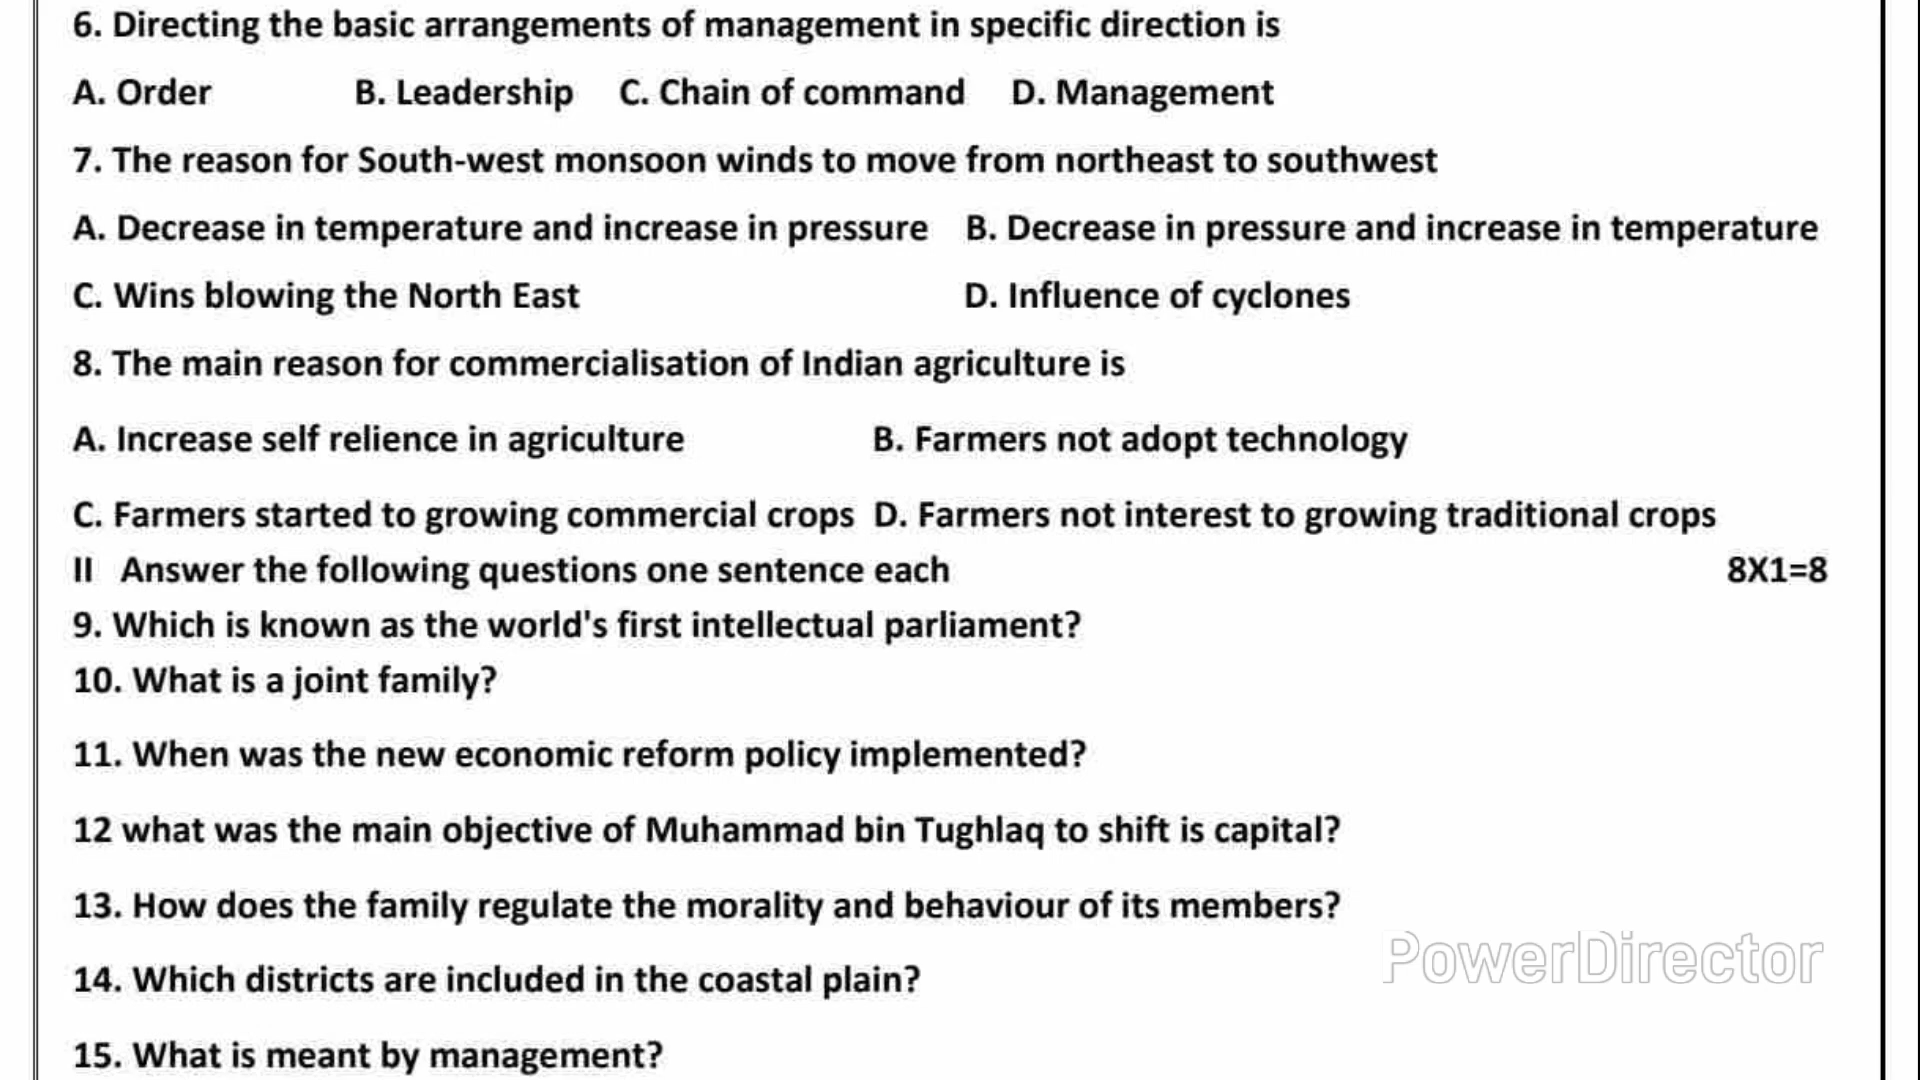 6. Directing the basic arrangements of management in specific direction is
A. Order B. Leadership C. Chain of command D. Management
7. The reason for South-west monsoon winds to move from northeast to southwest
A. Decrease in temperature and increase in pressure B. Decrease in pressure and increase in temperature
C. Wins blowing the North East D. Influence of cyclones
8. The main reason for commercialisation of Indian agriculture is
A. Increase self relience in agriculture B. Farmers not adopt technology
C. Farmers started to growing commercial crops D. Farmers not interest to growing traditional crops
II Answer the following questions one sentence each 8X1=8
9. Which is known as the world's first intellectual parliament?
10. What is a joint family?
11. When was the new economic reform policy implemented?
12 what was the main objective of Muhammad bin Tughlaq to shift is capital?
13. How does the family regulate the morality and behaviour of its members?
PowerDirector
14. Which districts are included in the coastal plain?
15. What is meant by management?